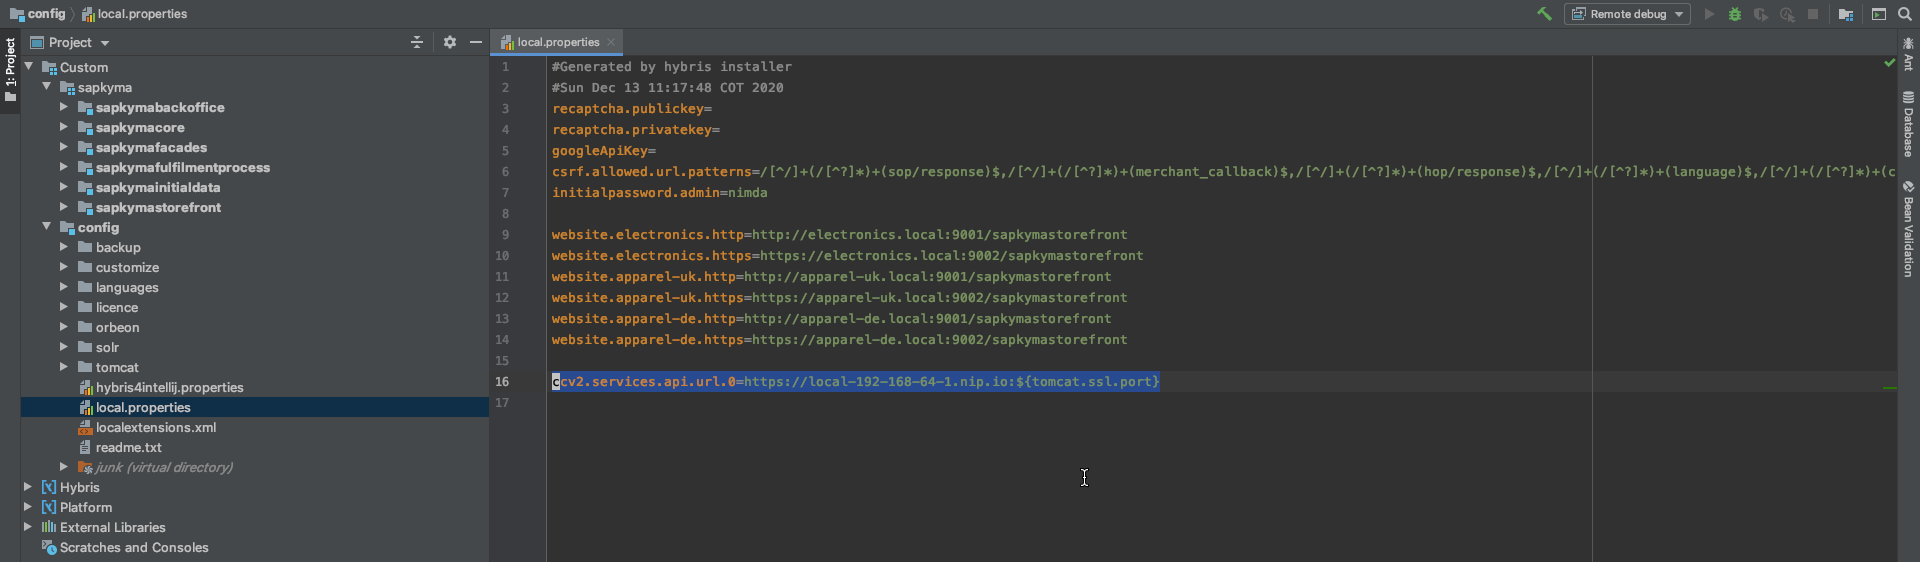 config
local.properties
Remote debug
1: Project
Project
local.properties
Custom
sapkyma
sapkymabackoffice
sapkymacore
sapkymafacades
sapkymafulfilmentprocess
sapkymainitialdata
sapkymastorefront
config
backup
customize
languages
licence
orbeon
solr
tomcat
hybris4intellij.properties
local.properties
localextensions.xml
readme.txt
junk (virtual directory)
Hybris
Platform
External Libraries
Scratches and Consoles
1 #Generated by hybris installer
2 #Sun Dec 13 11:17:48 COT 2020
3 recaptcha.publickey=
4 recaptcha.privatekey=
5 googleApiKey=
6 csrf.allowed.url.patterns=/[^/]+(/[^?]*)+(sop/response)$,/[^/]+(/[^?]*)+(merchant_callback)$,/[^/]+(/[^?]*)+(hop/response)$,/[^/]+(/[^?]*)+(language)$,/[^/]+(/[^?]*)+(c
7 initialpassword.admin=nimda
8
9 website.electronics.http=http://electronics.local:9001/sapkymastorefront
10 website.electronics.https=https://electronics.local:9002/sapkymastorefront
11 website.apparel-uk.http=http://apparel-uk.local:9001/sapkymastorefront
12 website.apparel-uk.https=https://apparel-uk.local:9002/sapkymastorefront
13 website.apparel-de.http=http://apparel-de.local:9001/sapkymastorefront
14 website.apparel-de.https=https://apparel-de.local:9002/sapkymastorefront
15
16 ccv2.services.api.url.0=https://local-192-168-64-1.nip.io:${tomcat.ssl.port}
17
Ant
Database
Bean Validation